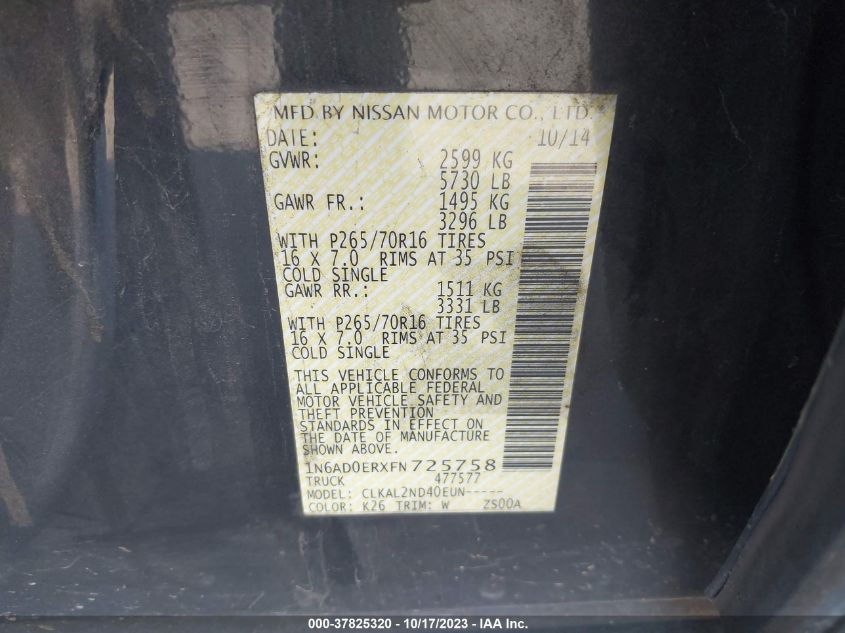 MFD BY NISSAN MOTOR CO., LTD.
DATE: 10/14
GVWR: 2599 KG
5730 LB
GAWR FR.: 1495 KG
3296 LB
WITH P265/70R16 TIRES
16 X 7.0 RIMS AT 35 PSI
COLD SINGLE
GAWR RR.: 1511 KG
3331 LB
WITH P265/70R16 TIRES
16 X 7.0 RIMS AT 35 PSI
COLD SINGLE
THIS VEHICLE CONFORMS TO
ALL APPLICABLE FEDERAL
MOTOR VEHICLE SAFETY AND
THEFT PREVENTION
STANDARDS IN EFFECT ON
THE DATE OF MANUFACTURE
SHOWN ABOVE.
1N6AD0ERXFN725758
TRUCK 477577
MODEL: CLKAL2ND40EUN-----
COLOR: K26 TRIM: W ZS00A
000-37825320 - 10/17/2023 - IAA Inc.